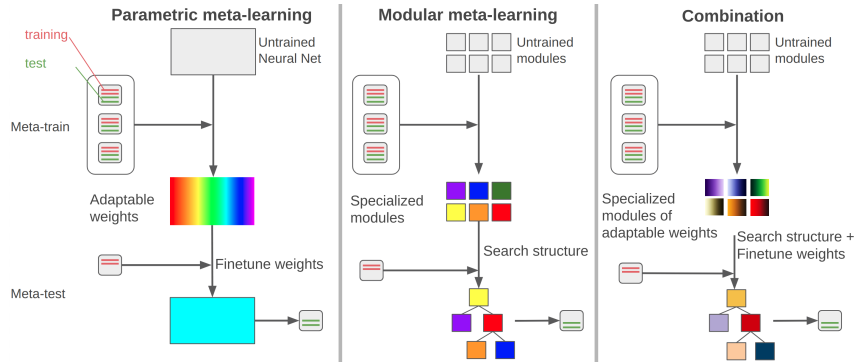 Parametric meta-learning
training
test
Untrained
Neural Net
Meta-train
Adaptable
weights
Finetune weights
Meta-test
Modular meta-learning
Untrained
modules
Specialized
modules
Search structure
Combination
Untrained
modules
Specialized
modules of
adaptable weights
Search structure +
Finetune weights